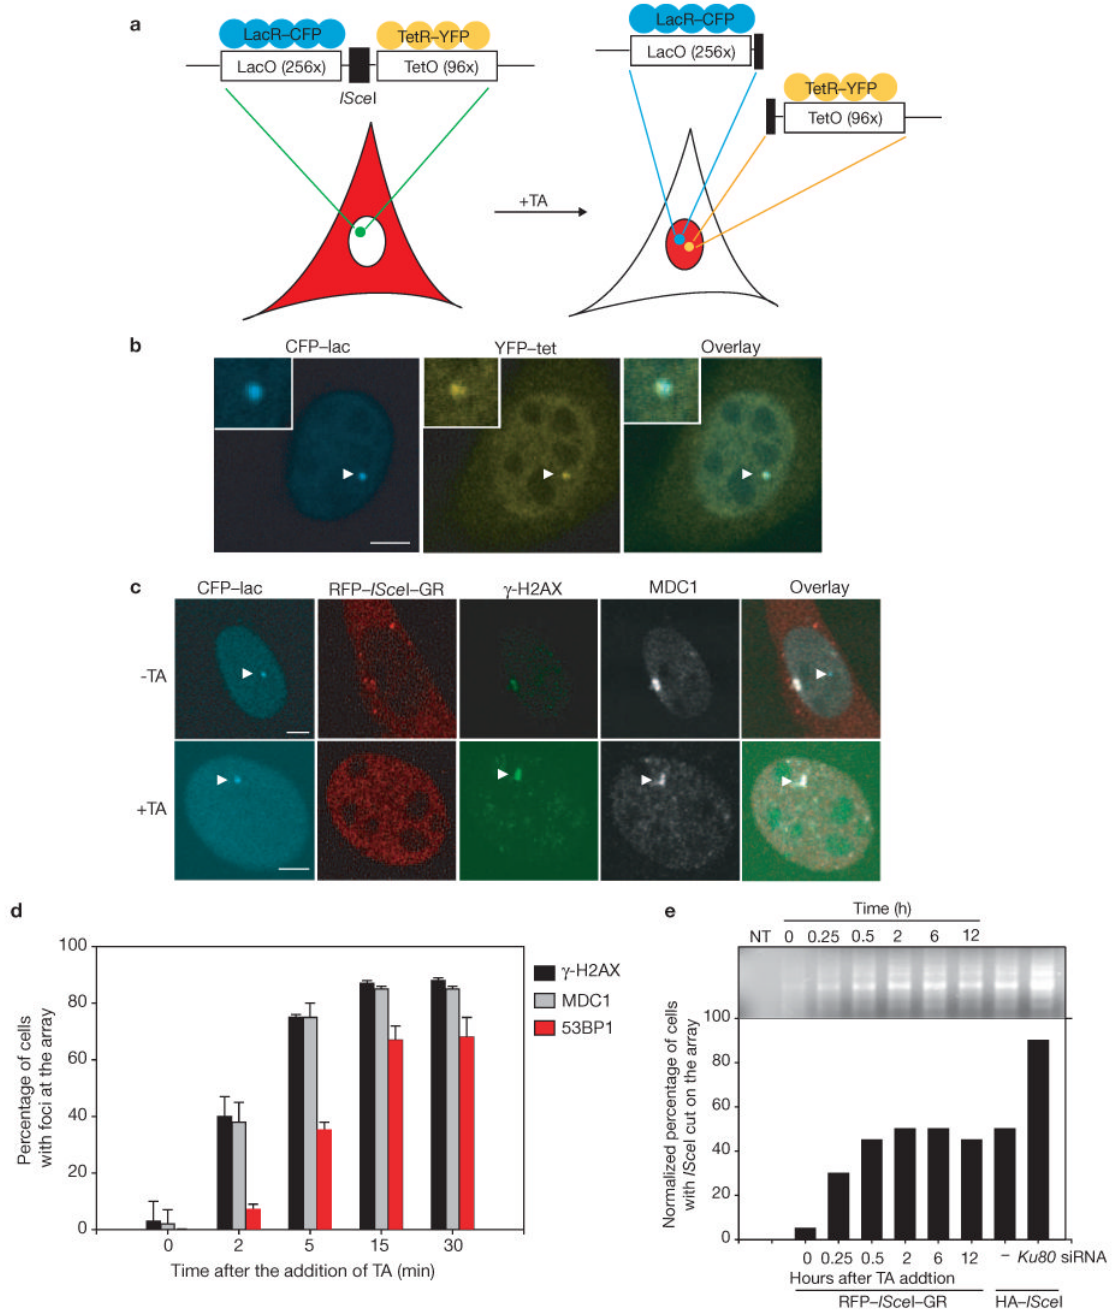 a
LacR–CFP
TetR–YFP
LacO (256x)
TetO (96x)
ISceI
LacR–CFP
LacO (256x)
TetR–YFP
TetO (96x)
+TA
b
CFP–lac
YFP–tet
Overlay
c
CFP–lac
RFP–ISceI–GR
γ-H2AX
MDC1
Overlay
-TA
+TA
d
100
80
60
40
20
0
Percentage of cells
with foci at the array
0 2 5 15 30
Time after the addition of TA (min)
γ-H2AX
MDC1
53BP1
e
Time (h)
NT 0 0.25 0.5 2 6 12
100
80
60
40
20
0
Normalized percentage of cells
with ISceI cut on the array
0 0.25 0.5 2 6 12 – Ku80 siRNA
Hours after TA addtion
RFP–ISceI–GR
HA–ISceI